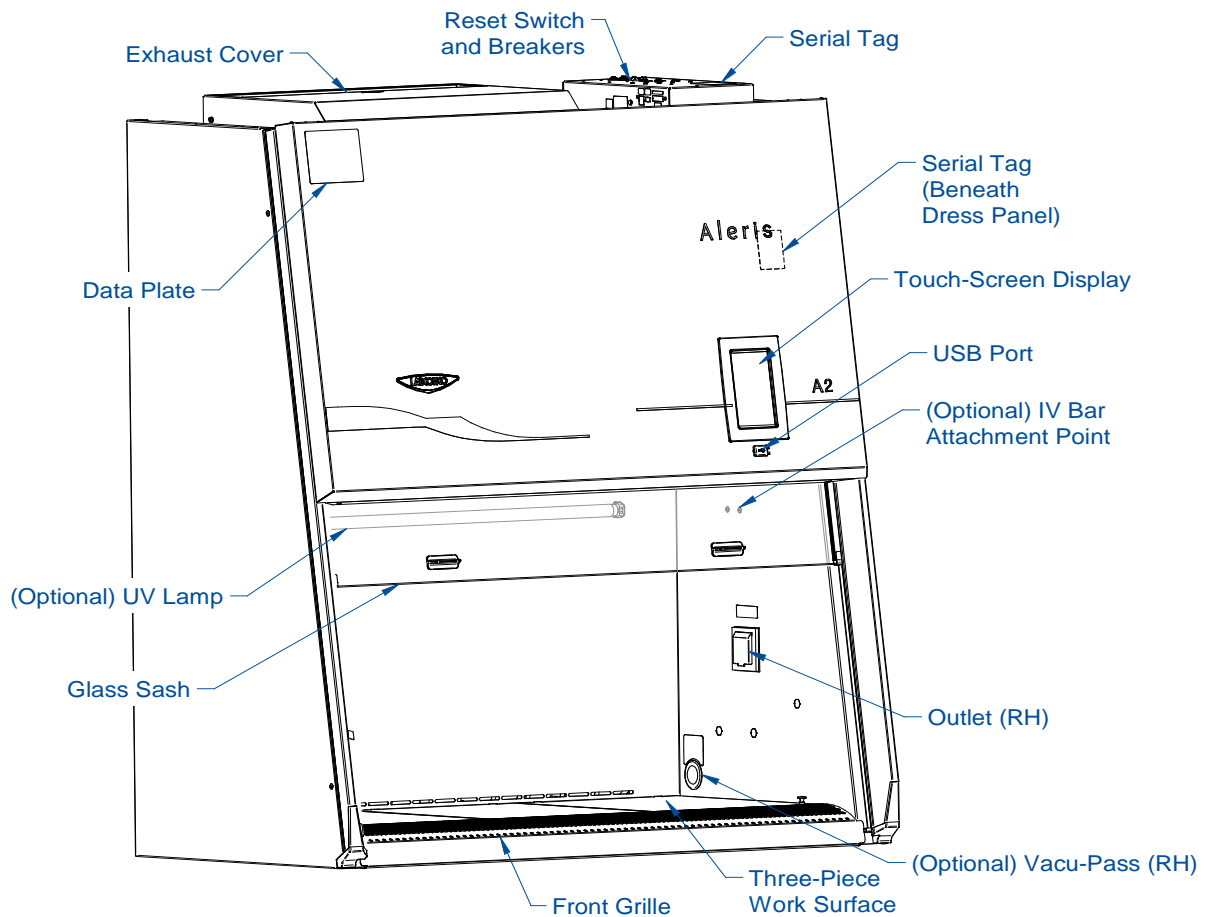 Reset Switch
and Breakers
Serial Tag
Exhaust Cover
Serial Tag
(Beneath
Dress Panel)
Aleris
Data Plate
Touch-Screen Display
USB Port
A2
(Optional) IV Bar
Attachment Point
(Optional) UV Lamp
Glass Sash
Outlet (RH)
(Optional) Vacu-Pass (RH)
Three-Piece
Work Surface
Front Grille